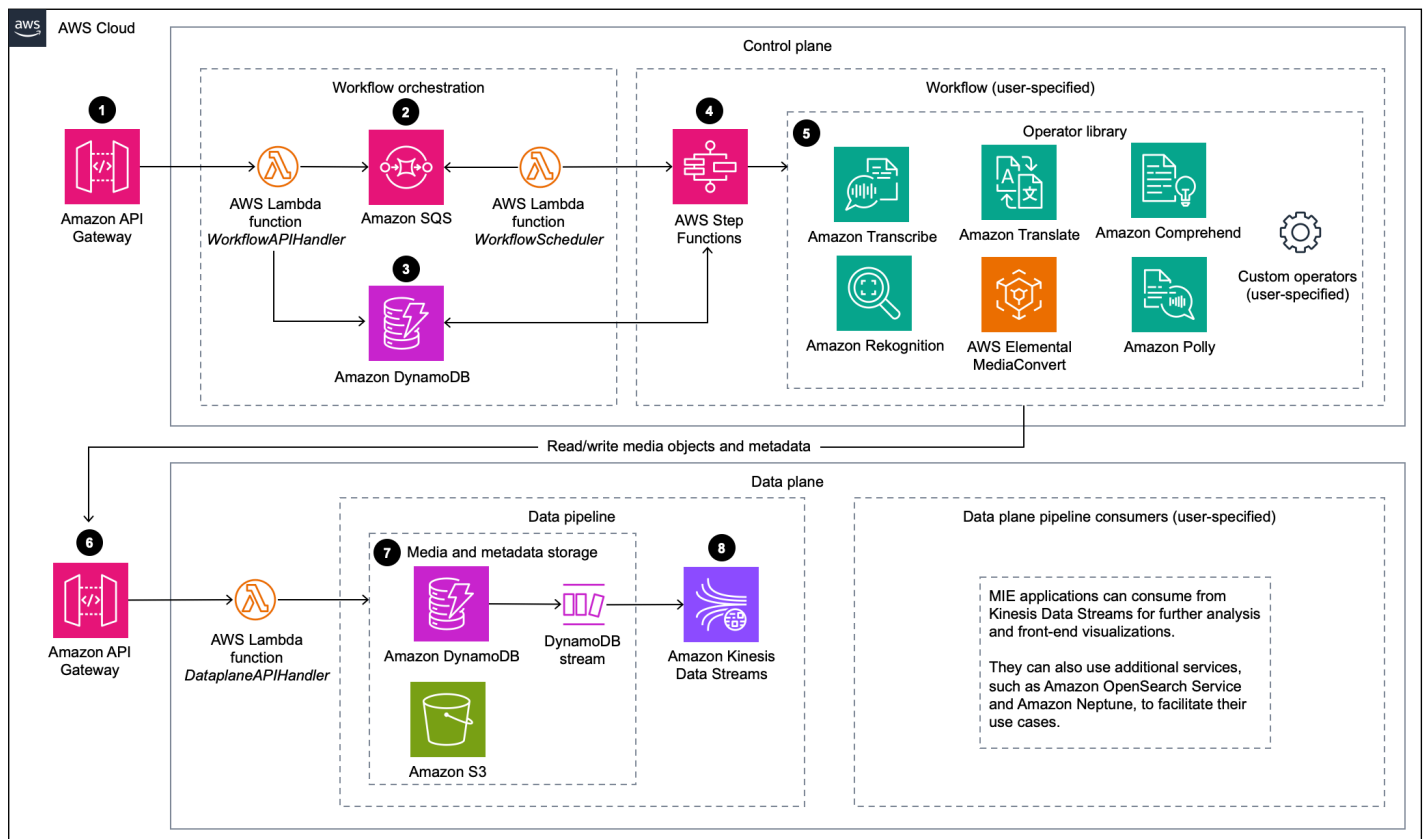 aws
AWS Cloud
Control plane
Workflow orchestration
Workflow (user-specified)
1
Amazon API
Gateway
AWS Lambda
function
WorkflowAPIHandler
2
Amazon SQS
AWS Lambda
function
WorkflowScheduler
3
Amazon DynamoDB
4
AWS Step
Functions
5
Operator library
Amazon Transcribe
A
文
Amazon Translate
Amazon Comprehend
Amazon Rekognition
AWS Elemental
MediaConvert
Amazon Polly
Custom operators
(user-specified)
Read/write media objects and metadata
Data plane
6
Amazon API
Gateway
AWS Lambda
function
DataplaneAPIHandler
Data pipeline
7
Media and metadata storage
Amazon DynamoDB
DynamoDB
stream
Amazon S3
8
Amazon Kinesis
Data Streams
Data plane pipeline consumers (user-specified)
MIE applications can consume from
Kinesis Data Streams for further analysis
and front-end visualizations.
They can also use additional services,
such as Amazon OpenSearch Service
and Amazon Neptune, to facilitate their
use cases.